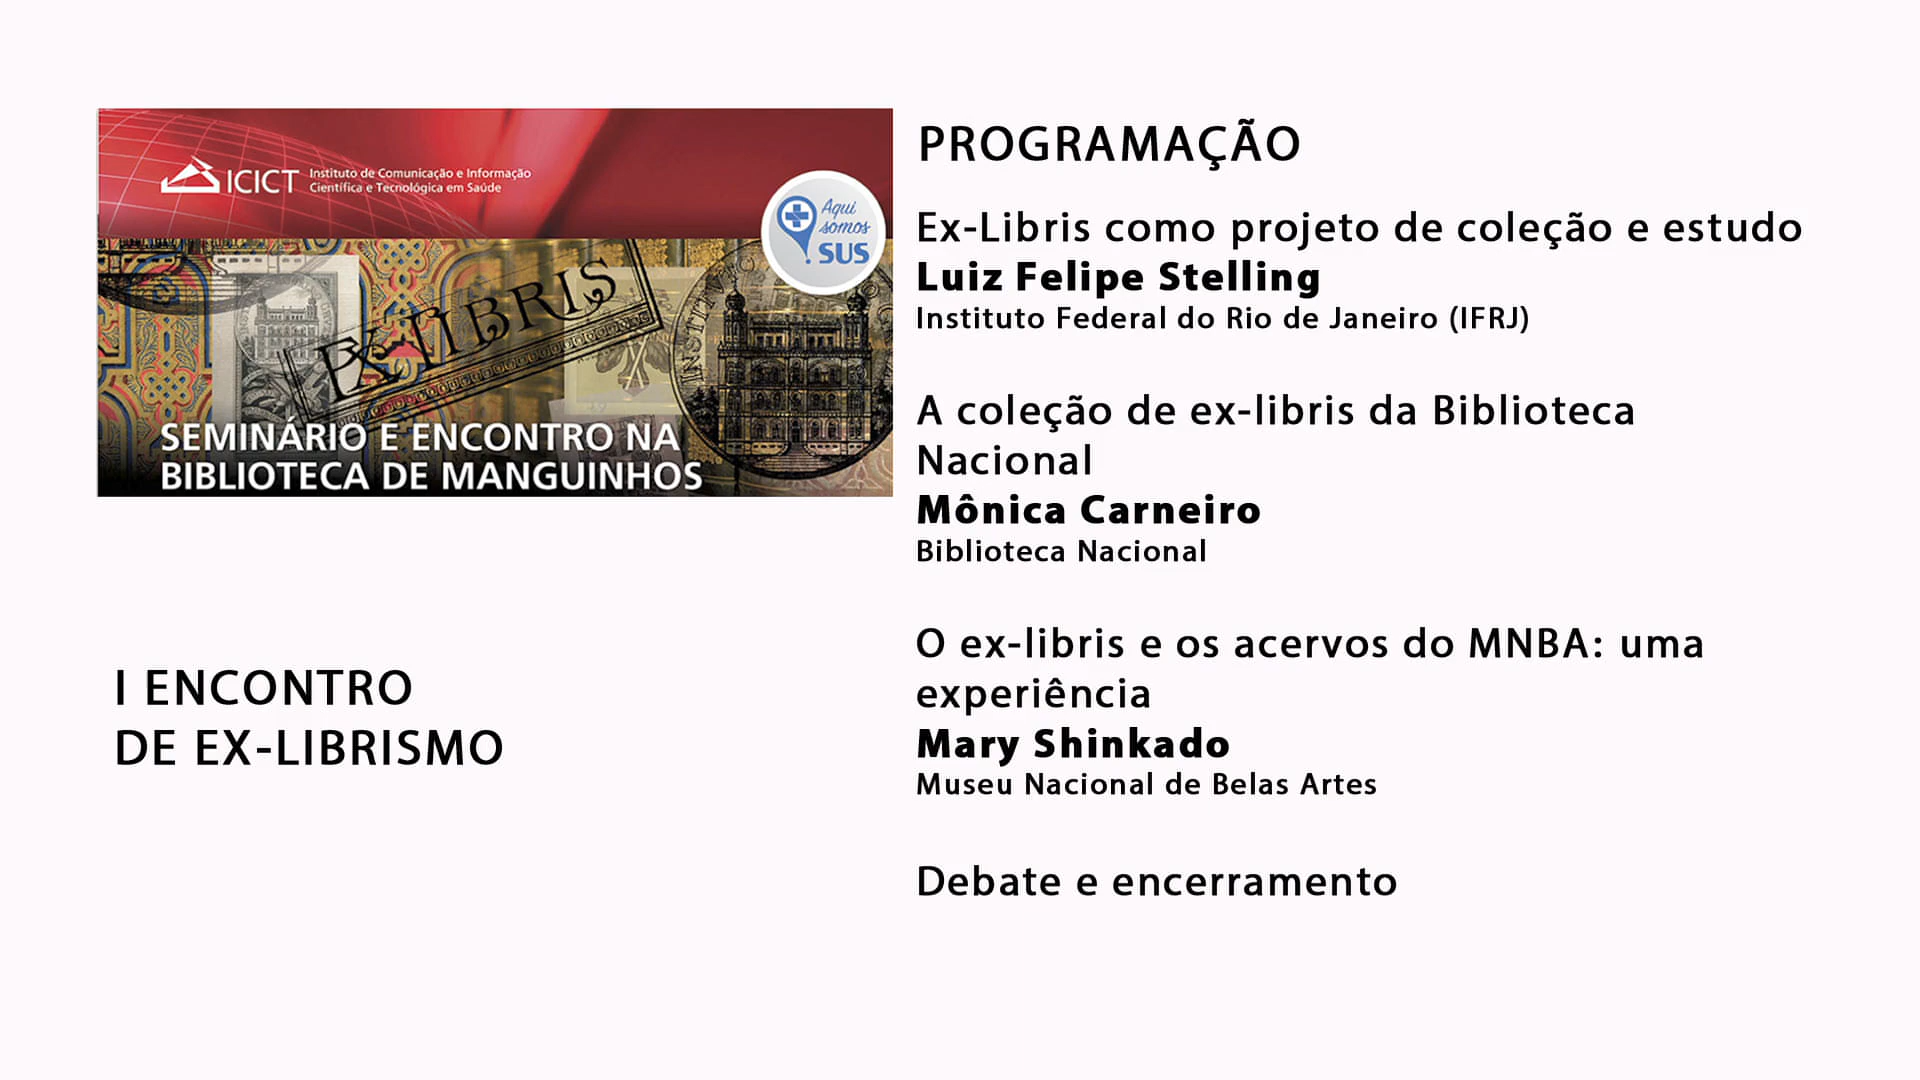 ICICT
Instituto de Comunicação e Informação
Científica e Tecnológica em Saúde
Aqui
somos
SUS
EX-LIBRIS
SEMINÁRIO E ENCONTRO NA
BIBLIOTECA DE MANGUINHOS
I ENCONTRO
DE EX-LIBRISMO
PROGRAMAÇÃO
Ex-Libris como projeto de coleção e estudo
Luiz Felipe Stelling
Instituto Federal do Rio de Janeiro (IFRJ)
A coleção de ex-libris da Biblioteca
Nacional
Mônica Carneiro
Biblioteca Nacional
O ex-libris e os acervos do MNBA: uma
experiência
Mary Shinkado
Museu Nacional de Belas Artes
Debate e encerramento